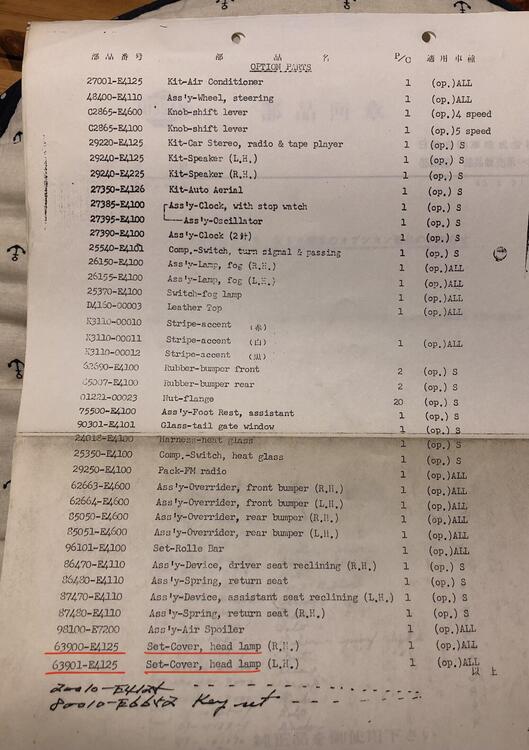 部品番号 部品名 P/C 適用車種
OPTION PARTS
27001-E4125 Kit-Air Conditioner 1 (op.)ALL
48400-E4110 Ass'y-Wheel, steering 1 (op.)ALL
C2865-E4600 Knob-shift lever 1 (op.)4 speed
C2865-E4100 Knob-shift lever 1 (op.)5 speed
29220-E4125 Kit-Car Stereo, radio & tape player 1 (op.) S
29240-E4125 Kit-Speaker (L.H.) 1 (op.) S
29240-E4225 Kit-Speaker (R.H.) 1 (op.) S
27350-E4126 Kit-Auto Aerial 1 (op.) S
27385-E4100 Ass'y-Clock, with stop watch 1 (op.) S
27395-E4100 Ass'y-Oscillator 1 (op.) S
27390-E4100 Ass'y-Clock (2針) 1 (op.) S
25540-E4101 Comp.-Switch, turn signal & passing 1 (op.) S
26150-E4100 Ass'y-Lamp, fog (R.H.) 1 (op.)ALL
26155-E4100 Ass'y-Lamp, fog (L.H.) 1 (op.)ALL
25370-E4100 Switch-fog lamp 1 (op.)ALL
D4160-00003 Leather Top 1 (op.)ALL
K3110-00010 Stripe-accent (赤)
K3110-00011 Stripe-accent (白) 1 (op.)ALL
K3110-00012 Stripe-accent (黒)
62690-E4100 Rubber-bumper front 2 (op.) S
85007-E4100 Rubber-bumper rear 2 (op.) S
01221-00023 Nut-flange 20 (op.) S
75500-E4100 Ass'y-Foot Rest, assistant 1 (op.) S
90301-E4101 Glass-tail gate window 1 (op.) S
24018-E4100 Harness-heat glass 1 (op.) S
25350-E4100 Comp.-Switch, heat glass 1 (op.) S
29250-E4100 Pack-FM radio 1 (op.)ALL
62663-E4600 Ass'y-Overrider, front bumper (R.H.) 1 (op.)ALL
62664-E4600 Ass'y-Overrider, front bumper (L.H.) 1 (op.)ALL
85050-E4600 Ass'y-Overrider, rear bumper (R.H.) 1 (op.)ALL
85051-E4600 Ass'y-Overrider, rear bumper (L.H.) 1 (op.)ALL
96101-E4100 Set-Rolle Bar 1 (op.)ALL
86470-E4110 Ass'y-Device, driver seat reclining (R.H.) 1 (op.) S
86480-E4110 Ass'y-Spring, return seat 1 (op.) S
87470-E4110 Ass'y-Device, assistant seat reclining (L.H.) 1 (op.) S
87480-E4110 Ass'y-Spring, return seat (R.H.) 1 (op.) S
98100-E7200 Ass'y-Air Spoiler 1 (op.)ALL
63900-E4125 Set-Cover, head lamp (R.H.) 1 (op.)ALL
63901-E4125 Set-Cover, head lamp (L.H.) 1 (op.)ALL
以上
Key set